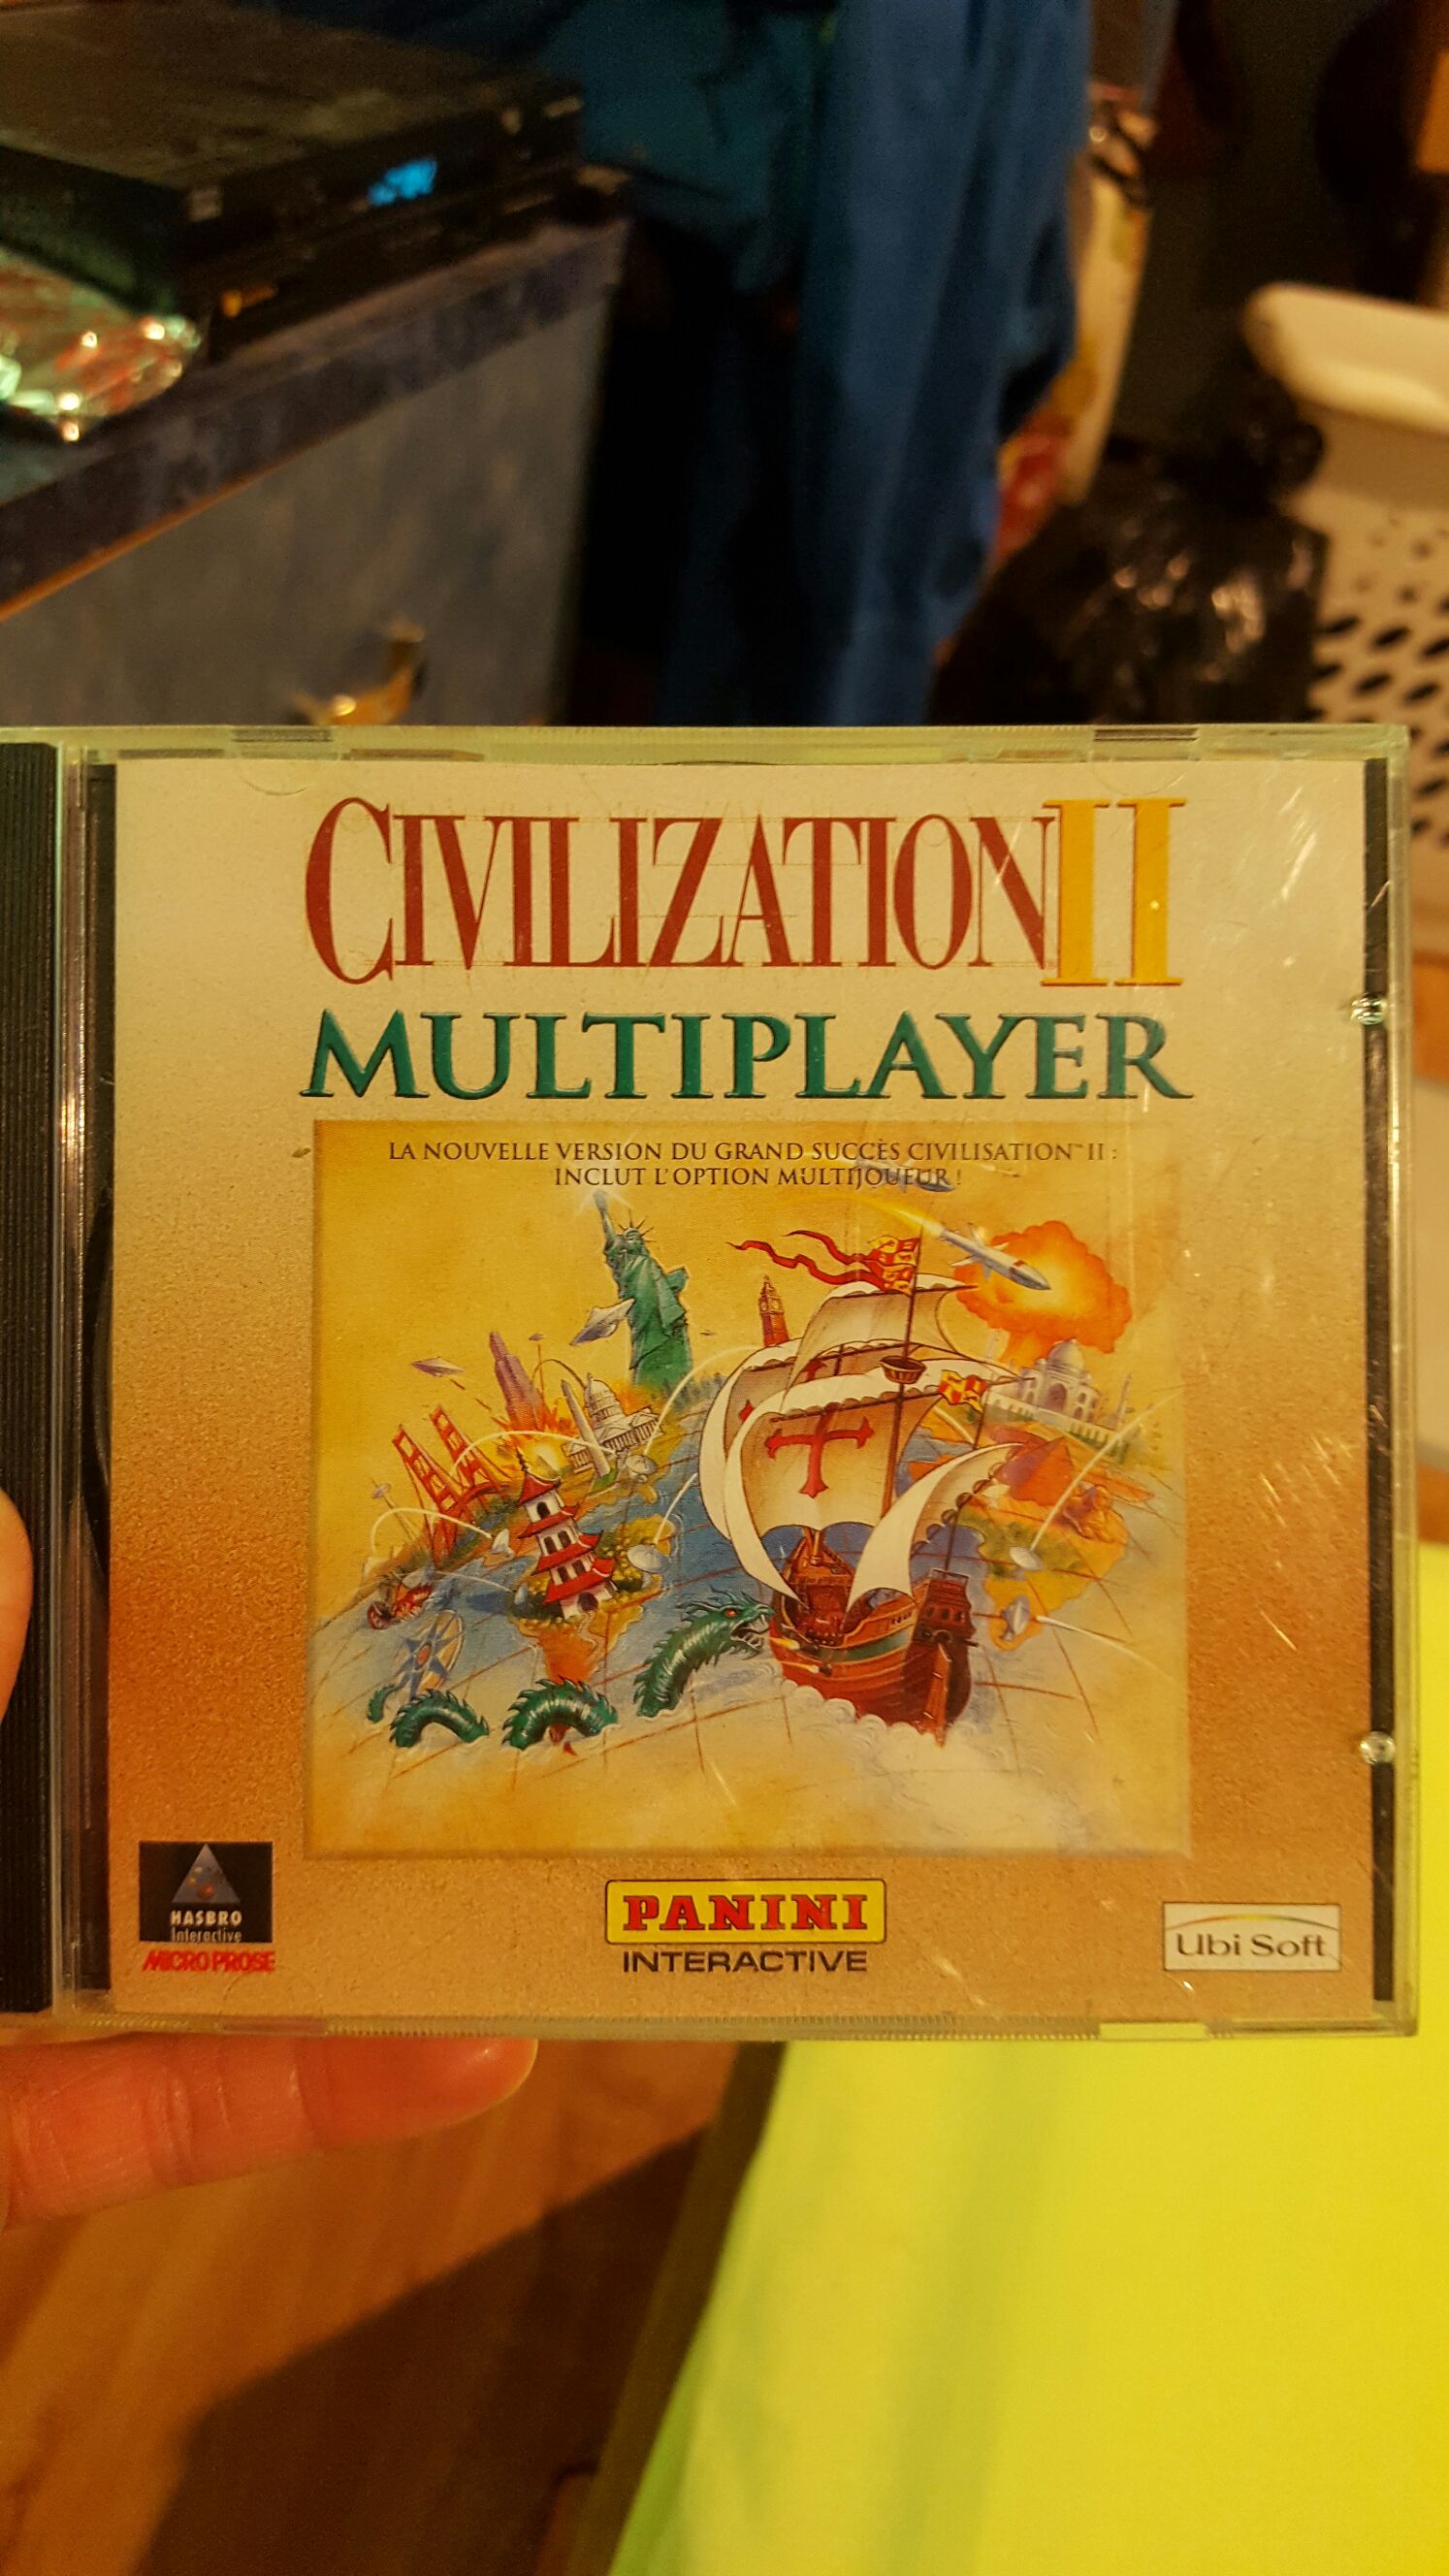 CIVILIZATION II
MULTIPLAYER
LA NOUVELLE VERSION DU GRAND SUCCÈS CIVILISATION™ II :
INCLUT L'OPTION MULTIJOUEUR !
HASBRO
Interactive
MICROPROSE
PANINI
INTERACTIVE
Ubi Soft